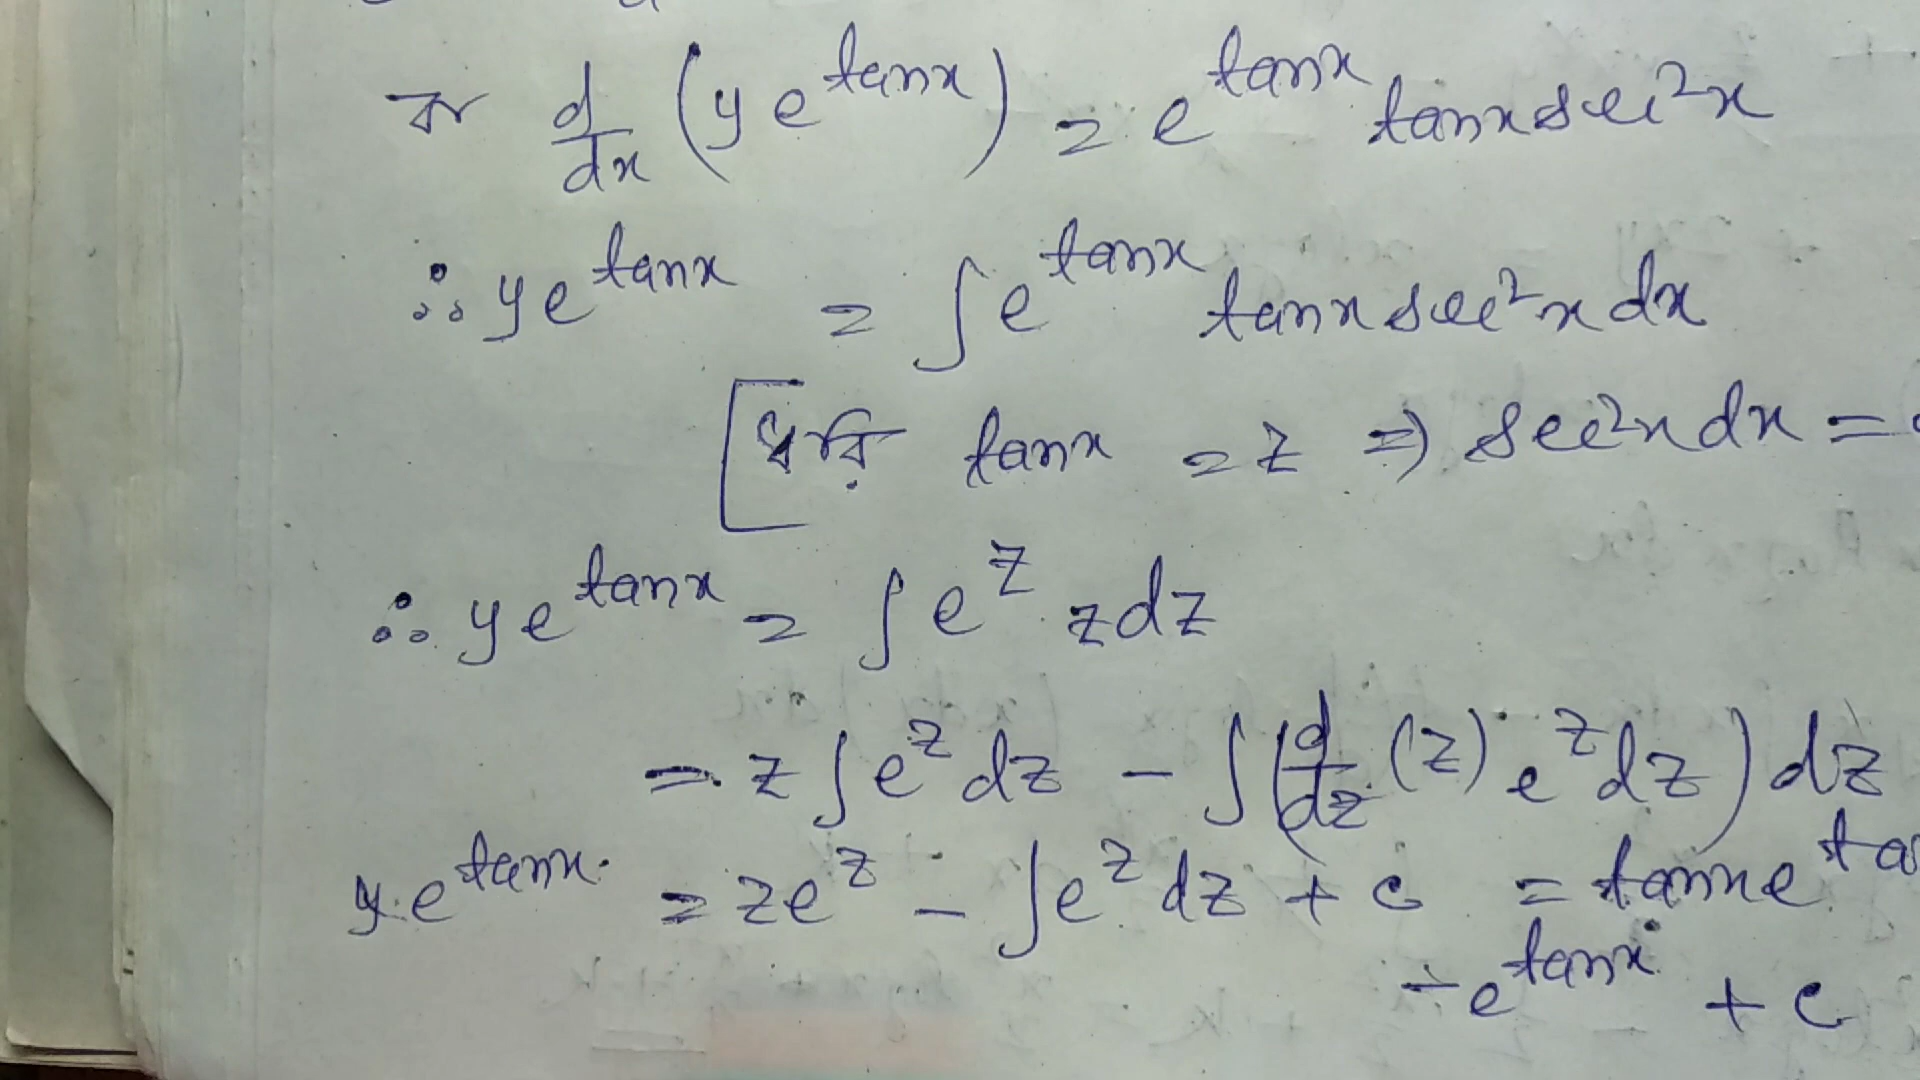 বা d/dx (y e^tanx) = e^tanx tanx sec²x
∴ y e^tanx = ∫ e^tanx tanx sec²x dx
[ধরি tanx = z ⇒ sec²x dx =
∴ y e^tanx = ∫ e^z z dz
= z ∫ e^z dz - ∫ (d/dz (z) e^z dz) dz
y. e^tanx = z e^z - ∫ e^z dz + c = tanx e^ta
- e^tanx + c